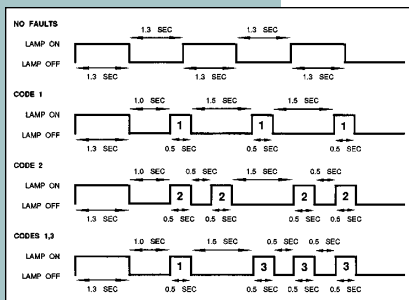 NO FAULTS
1.3 SEC 1.3 SEC
LAMP ON
LAMP OFF
1.3 SEC 1.3 SEC 1.3 SEC
CODE 1
1.0 SEC 1.5 SEC 1.5 SEC
LAMP ON
1 1 1
LAMP OFF
1.3 SEC 0.5 SEC 0.5 SEC 0.5 SEC
CODE 2
1.0 SEC 0.5 SEC 1.5 SEC 0.5 SEC
LAMP ON
2 2 2 2
LAMP OFF
1.3 SEC 0.5 SEC 0.5 SEC 0.5 SEC 0.5 SEC
CODES 1,3
1.0 SEC 1.5 SEC 0.5 SEC 0.5 SEC
LAMP ON
1 3 3 3
LAMP OFF
1.3 SEC 0.5 SEC 0.5 SEC 0.5 SEC 0.5 SEC